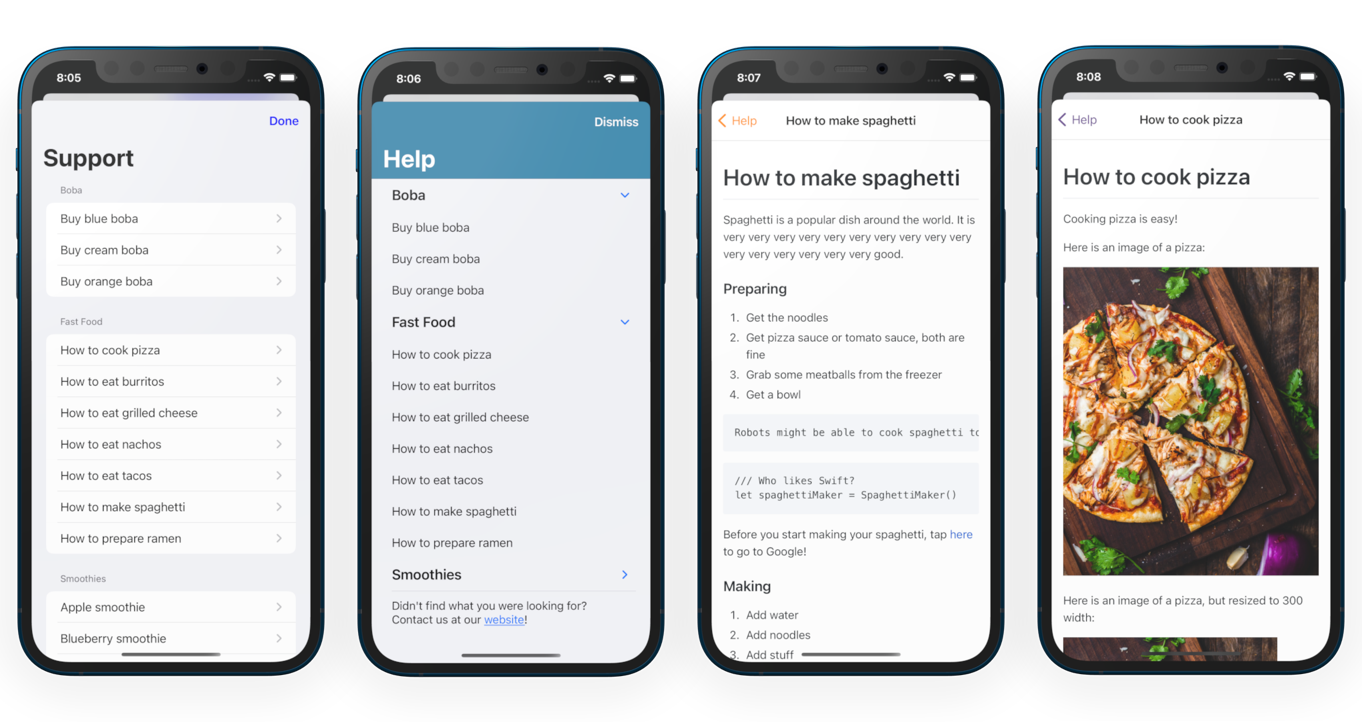 8:05
Done
Support
Boba
Buy blue boba
Buy cream boba
Buy orange boba
Fast Food
How to cook pizza
How to eat burritos
How to eat grilled cheese
How to eat nachos
How to eat tacos
How to make spaghetti
How to prepare ramen
Smoothies
Apple smoothie
Blueberry smoothie
8:06
Dismiss
Help
Boba
Buy blue boba
Buy cream boba
Buy orange boba
Fast Food
How to cook pizza
How to eat burritos
How to eat grilled cheese
How to eat nachos
How to eat tacos
How to make spaghetti
How to prepare ramen
Smoothies
Didn't find what you were looking for?
Contact us at our website!
8:07
Help How to make spaghetti
How to make spaghetti
Spaghetti is a popular dish around the world. It is
very very very very very very very very very very
very very very very very very good.
Preparing
1. Get the noodles
2. Get pizza sauce or tomato sauce, both are
fine
3. Grab some meatballs from the freezer
4. Get a bowl
Robots might be able to cook spaghetti to
/// Who likes Swift?
let spaghettiMaker = SpaghettiMaker()
Before you start making your spaghetti, tap here
to go to Google!
Making
1. Add water
2. Add noodles
3. Add stuff
8:08
Help How to cook pizza
How to cook pizza
Cooking pizza is easy!
Here is an image of a pizza:
Here is an image of a pizza, but resized to 300
width: